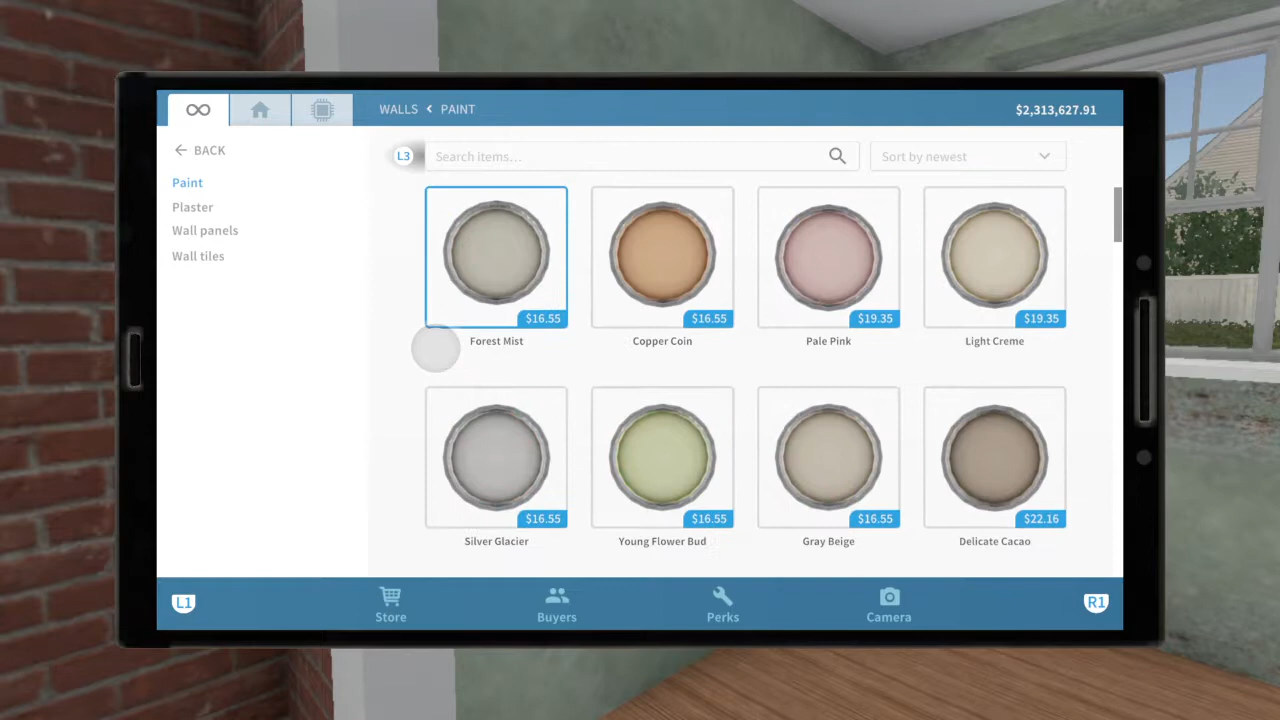 WALLS < PAINT
$2,313,627.91
BACK
L3
Search items...
Sort by newest
Paint
Plaster
Wall panels
Wall tiles
$16.55
$16.55
$19.35
$19.35
Forest Mist
Copper Coin
Pale Pink
Light Creme
$16.55
$16.55
$16.55
$22.16
Silver Glacier
Young Flower Bud
Gray Beige
Delicate Cacao
L1
Store
Buyers
Perks
Camera
R1